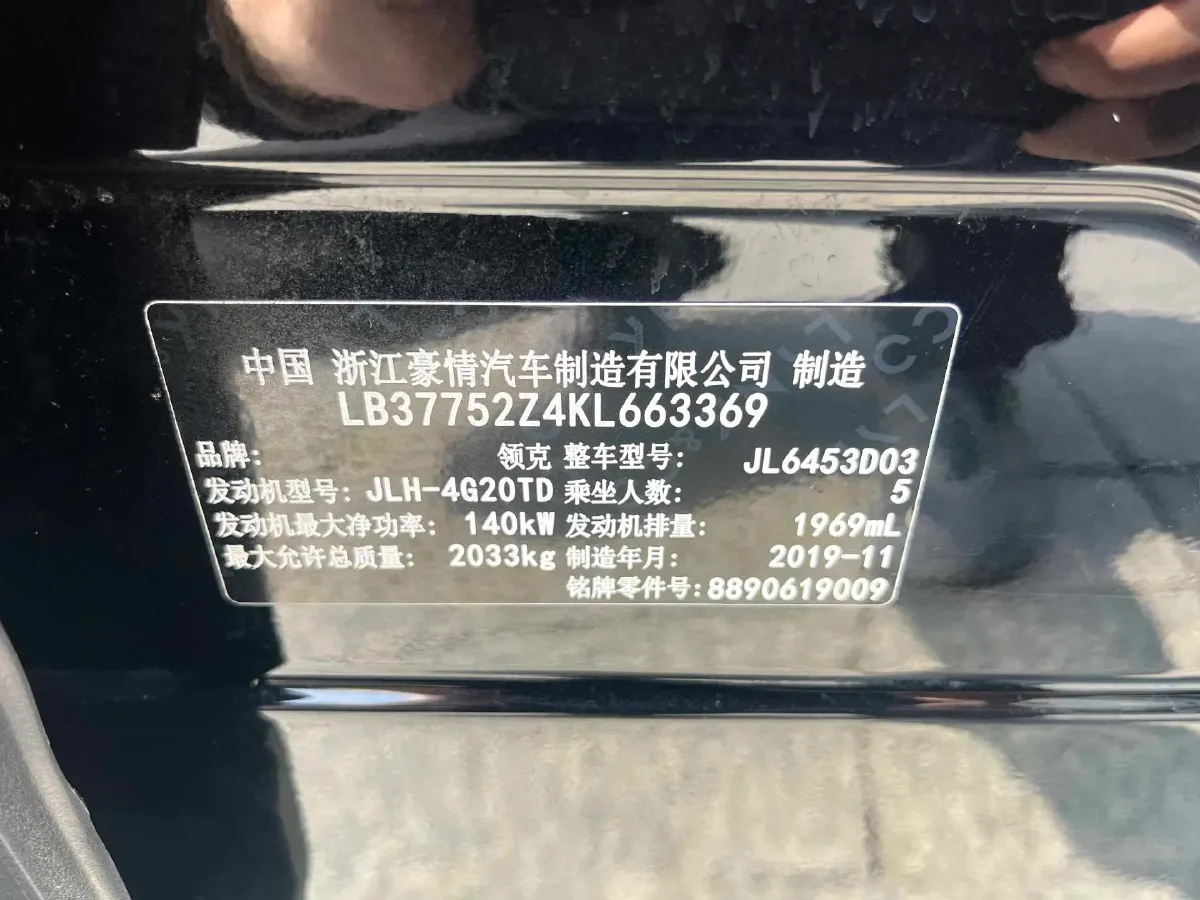 中国 浙江豪情汽车制造有限公司 制造
LB37752Z4KL663369
品牌: 领克 整车型号: JL6453D03
发动机型号: JLH-4G20TD 乘坐人数: 5
发动机最大净功率: 140kW 发动机排量: 1969mL
最大允许总质量: 2033kg 制造年月: 2019-11
铭牌零件号:8890619009